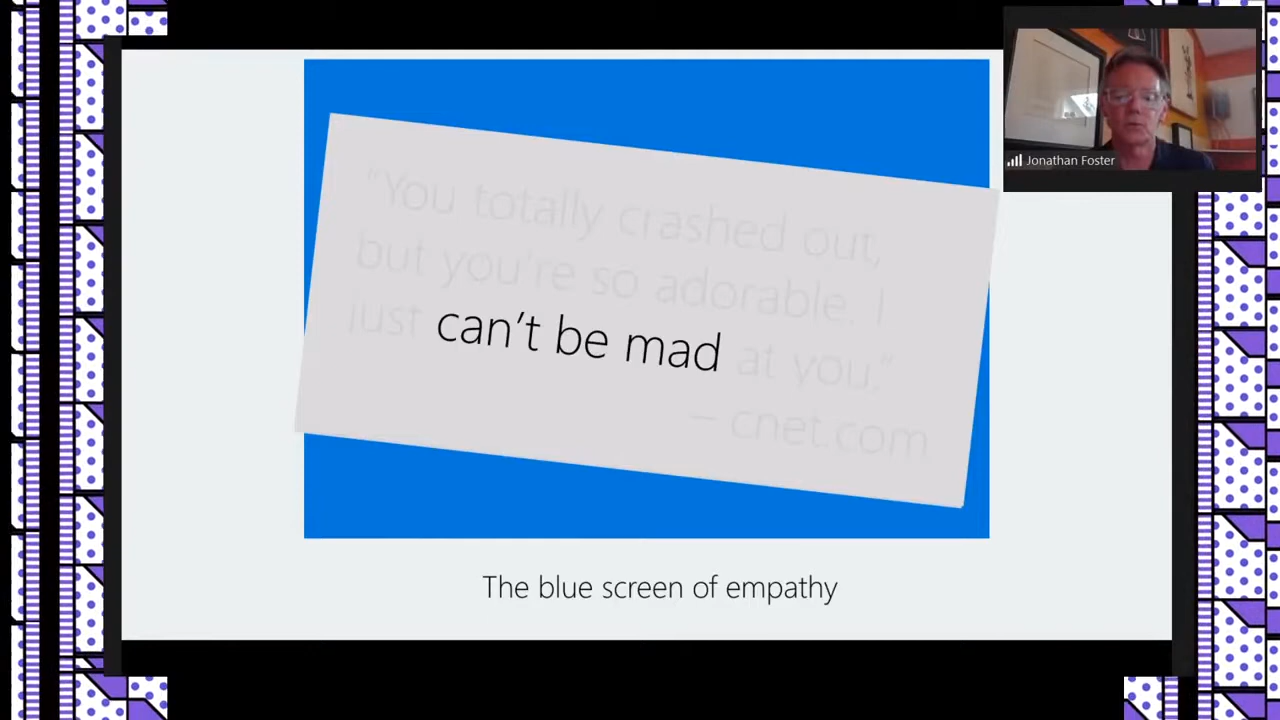 "You totally crashed out,
but you're so adorable. I
just can't be mad at you."
—cnet.com
The blue screen of empathy
Jonathan Foster